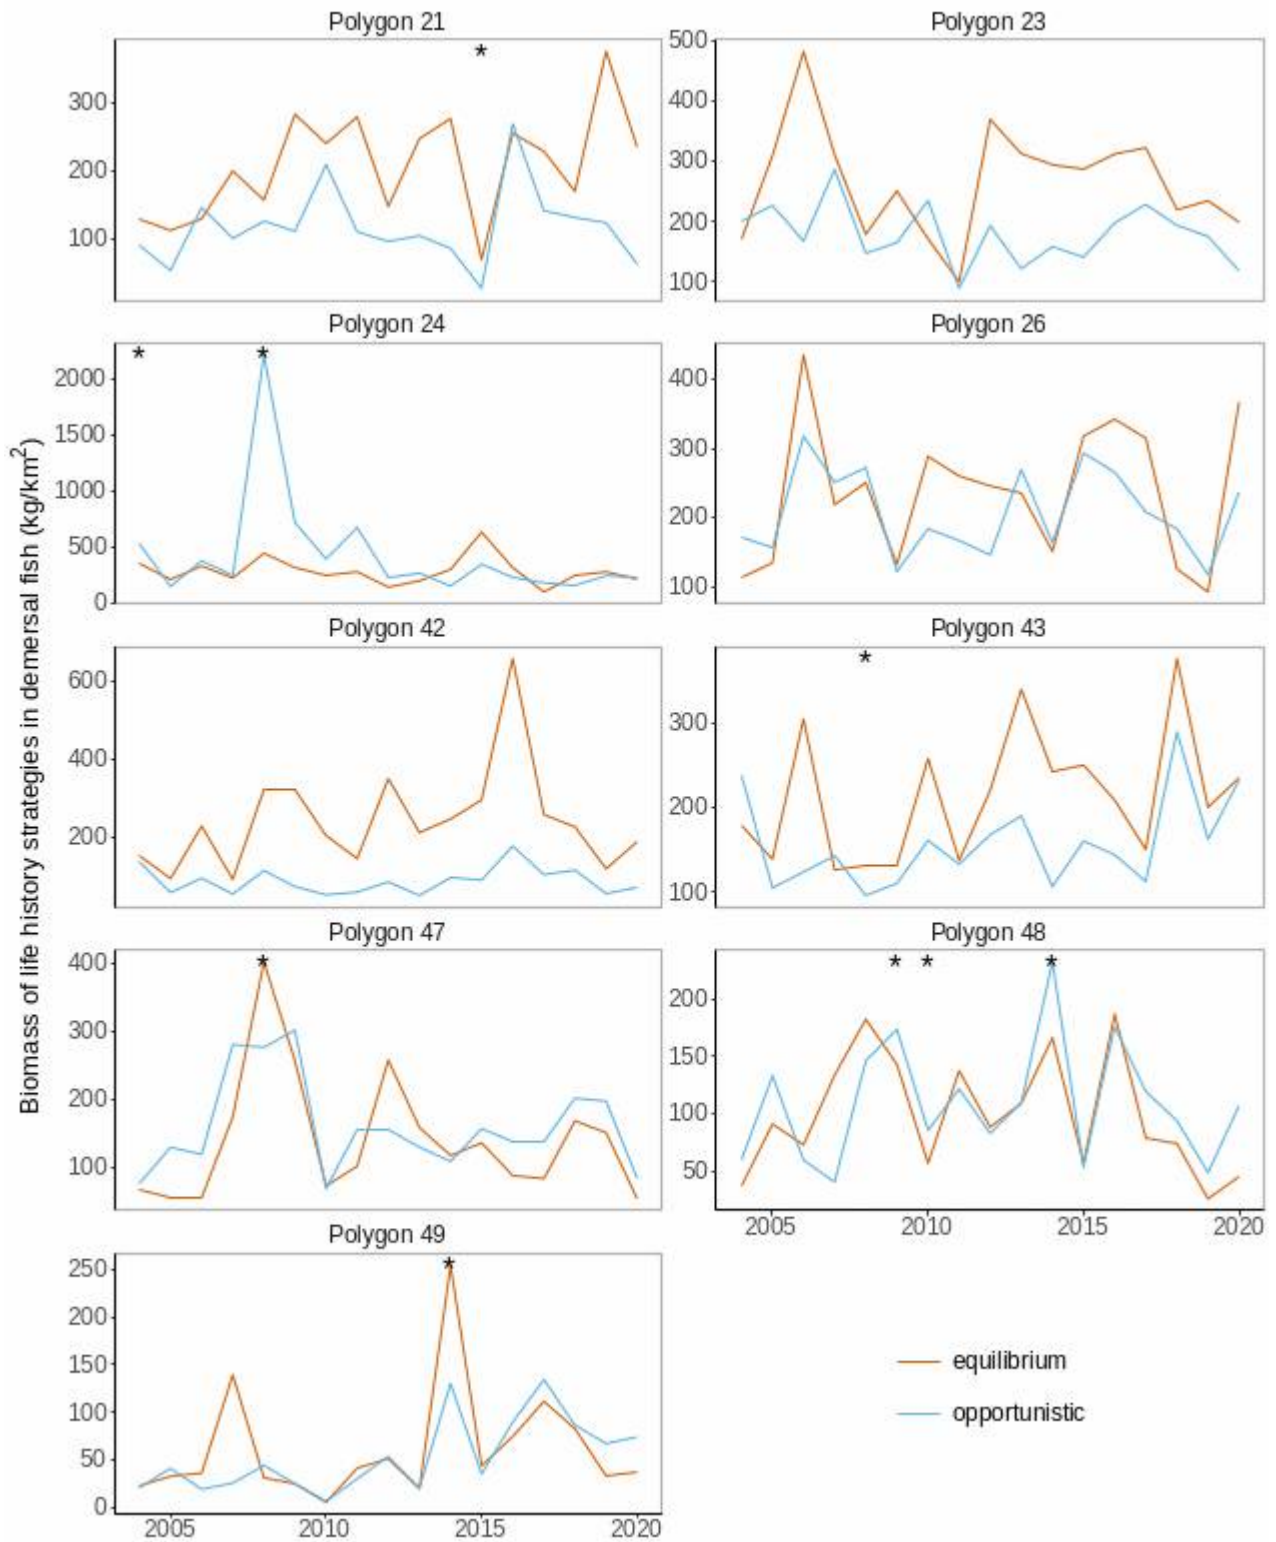 Polygon 21
Polygon 23
300
200
100
*
500
400
300
200
100
Polygon 24
Polygon 26
2000
1500
1000
500
0
* *
400
300
200
100
Biomass of life history strategies in demersal fish (kg/km²)
Polygon 42
Polygon 43
600
400
200
*
300
200
100
Polygon 47
Polygon 48
400
300
200
100
*
* * *
200
150
100
50
2005 2010 2015 2020
Polygon 49
250
200
150
100
50
0
*
2005 2010 2015 2020
equilibrium
opportunistic